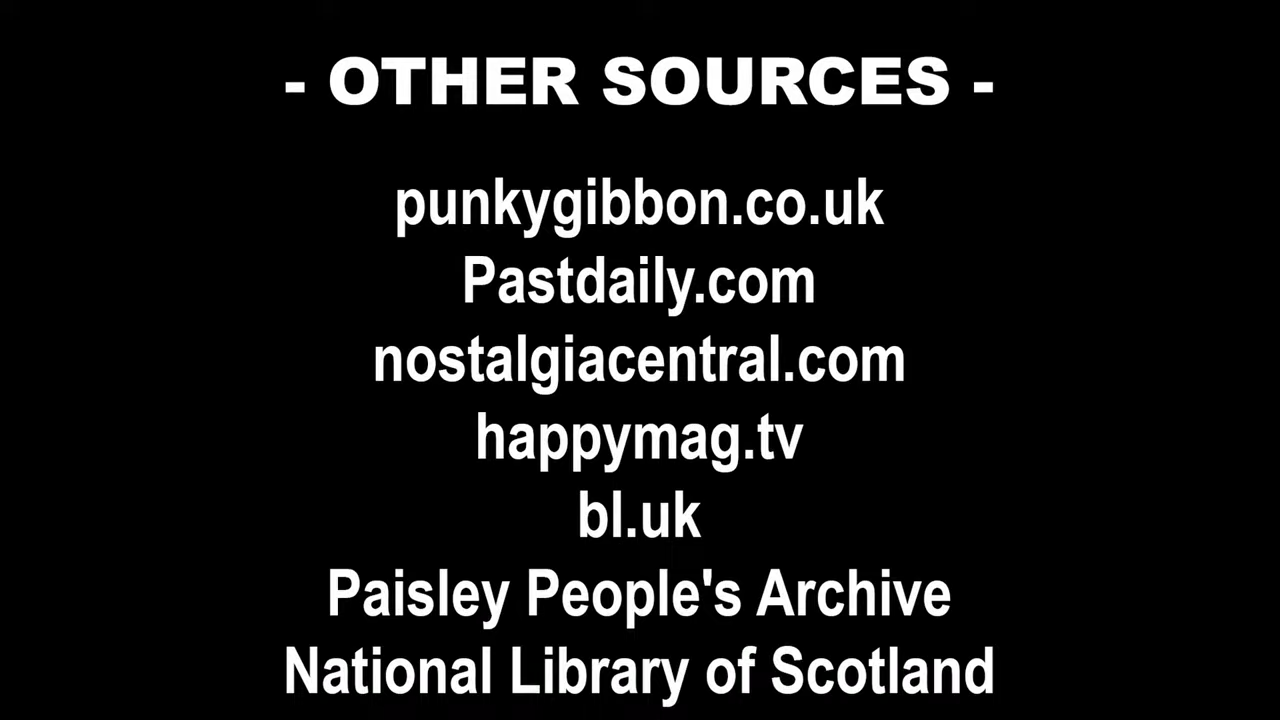 - OTHER SOURCES -
punkygibbon.co.uk
Pastdaily.com
nostalgiacentral.com
happymag.tv
bl.uk
Paisley People's Archive
National Library of Scotland